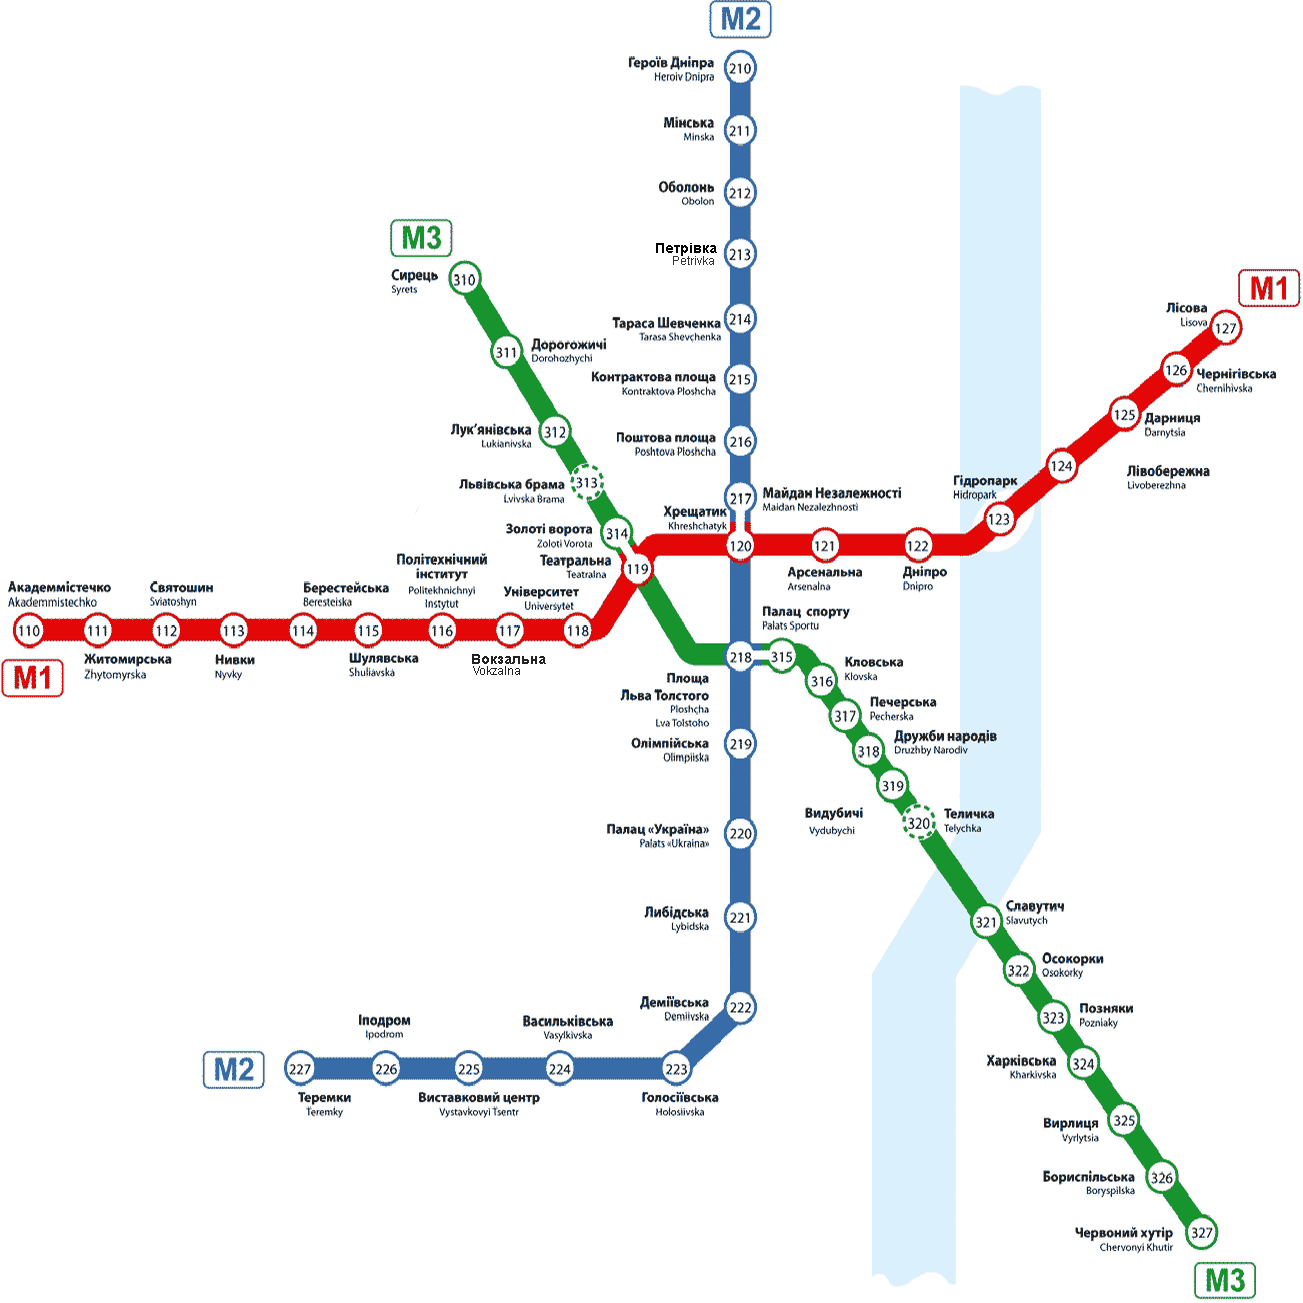 M2
210
Героїв Дніпра
Heroiv Dnipra
211
Мінська
Minska
212
Оболонь
Obolon
213
Петрівка
Petrivka
214
Тараса Шевченка
Tarasa Shevchenka
215
Контрактова площа
Kontraktova Ploshcha
216
Поштова площа
Poshtova Ploshcha
217
Майдан Незалежності
Maidan Nezalezhnosti
M3
310
Сирець
Syrets
311
Дорогожичі
Dorohozhychi
312
Лук'янівська
Lukianivska
313
Львівська брама
Lvivska Brama
314
Золоті ворота
Zoloti Vorota
M1
127
Лісова
Lisova
126
Чернігівська
Chernihivska
125
Дарниця
Darnytsia
124
Лівобережна
Livoberezhna
123
Гідропарк
Hidropark
122
Дніпро
Dnipro
121
Арсенальна
Arsenalna
120
Хрещатик
Khreshchatyk
119
Театральна
Teatralna
118
Університет
Universytet
117
Вокзальна
Vokzalna
116
Політехнічний
інститут
Politekhnichnyi
Instytut
115
Шулявська
Shuliavska
114
Берестейська
Beresteiska
113
Нивки
Nyvky
112
Святошин
Sviatoshyn
111
Житомирська
Zhytomyrska
110
Академмістечко
Akademmistechko
M1
218
Площа
Льва Толстого
Ploshcha
Lva Tolstoho
315
Палац спорту
Palats Sportu
316
Кловська
Klovska
317
Печерська
Pecherska
318
Дружби народів
Druzhby Narodiv
319
Видубичі
Vydubychi
320
Теличка
Telychka
321
Славутич
Slavutych
322
Осокорки
Osokorky
323
Позняки
Pozniaky
324
Харківська
Kharkivska
325
Вирлиця
Vyrlytsia
326
Бориспільська
Boryspilska
327
Червоний хутір
Chervonyi Khutir
M3
219
Олімпійська
Olimpiiska
220
Палац «Україна»
Palats «Ukraina»
221
Либідська
Lybidska
222
Деміївська
Demiivska
223
Голосіївська
Holosiivska
224
Васильківська
Vasylkivska
225
Виставковий центр
Vystavkovyi Tsentr
226
Іподром
Ipodrom
227
Теремки
Teremky
M2